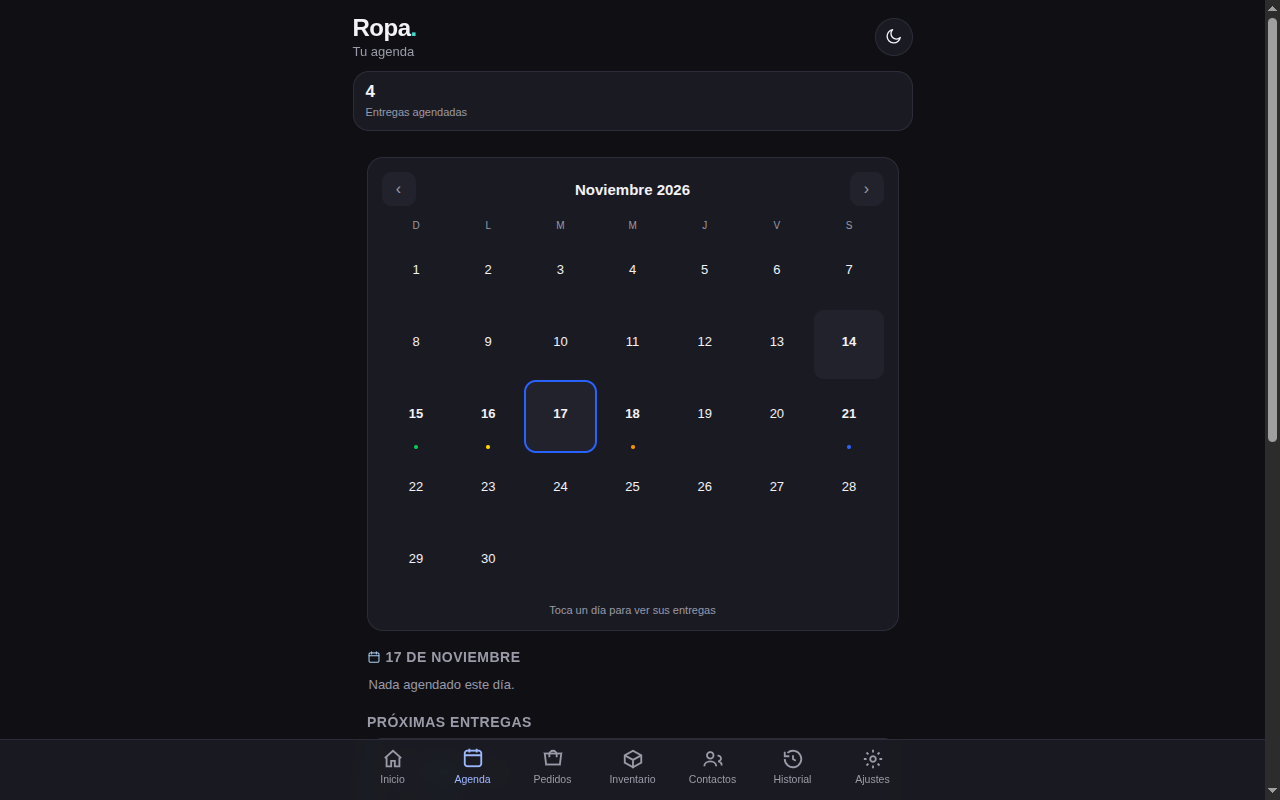 Ropa.
Tu agenda
4
Entregas agendadas
‹ Noviembre 2026 ›
D L M M J V S
1 2 3 4 5 6 7
8 9 10 11 12 13 14
15 16 17 18 19 20 21
22 23 24 25 26 27 28
29 30
Toca un día para ver sus entregas
17 DE NOVIEMBRE
Nada agendado este día.
PRÓXIMAS ENTREGAS
Inicio Agenda Pedidos Inventario Contactos Historial Ajustes